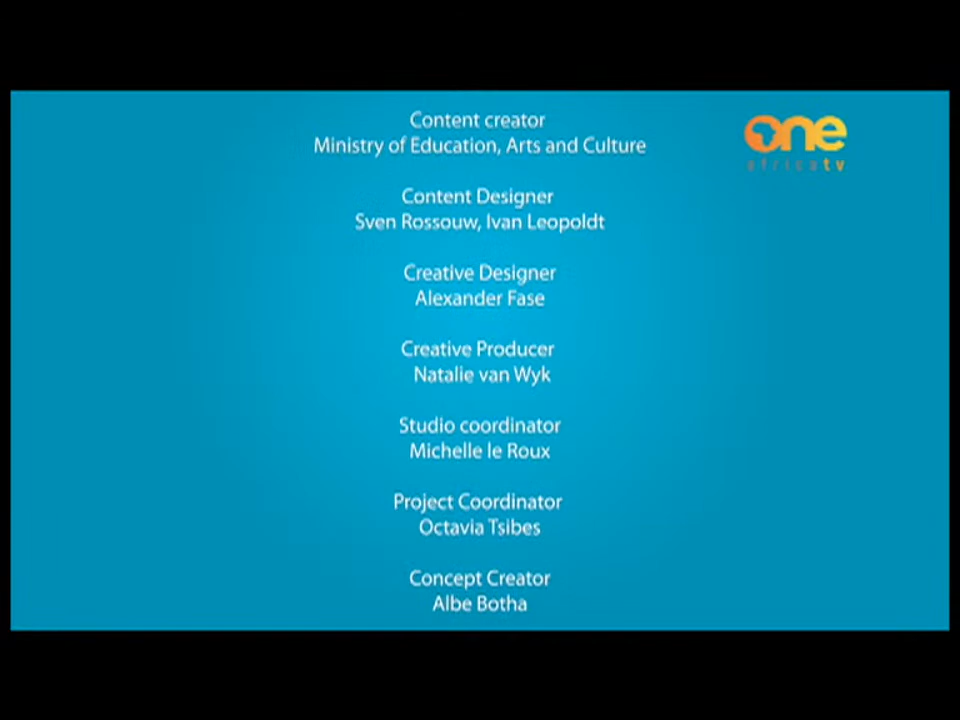 Content creator
Ministry of Education, Arts and Culture
one
africa tv
Content Designer
Sven Rossouw, Ivan Leopoldt
Creative Designer
Alexander Fase
Creative Producer
Natalie van Wyk
Studio coordinator
Michelle le Roux
Project Coordinator
Octavia Tsibes
Concept Creator
Albe Botha